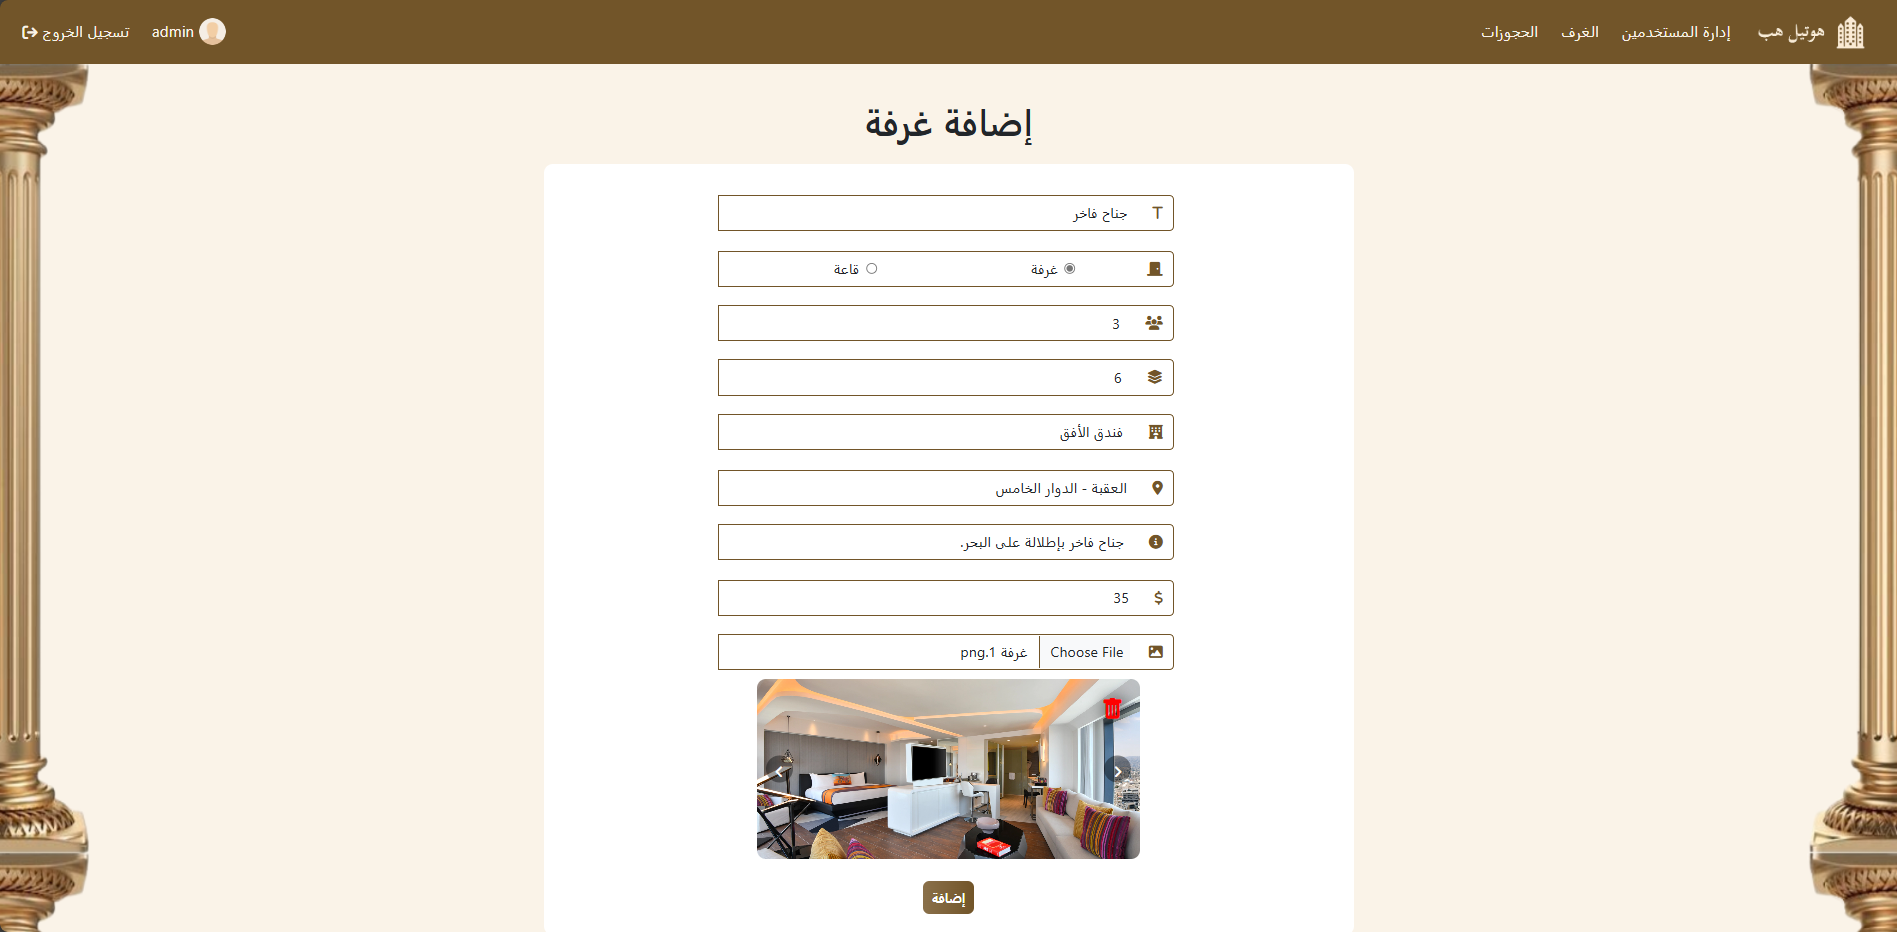 هوتيل هب
إدارة المستخدمين
الغرف
الحجوزات
admin
تسجيل الخروج
إضافة غرفة
جناح فاخر
غرفة
قاعة
3
6
فندق الأفق
العقبة - الدوار الخامس
جناح فاخر بإطلالة على البحر.
35
Choose File
غرفة 1.png
إضافة